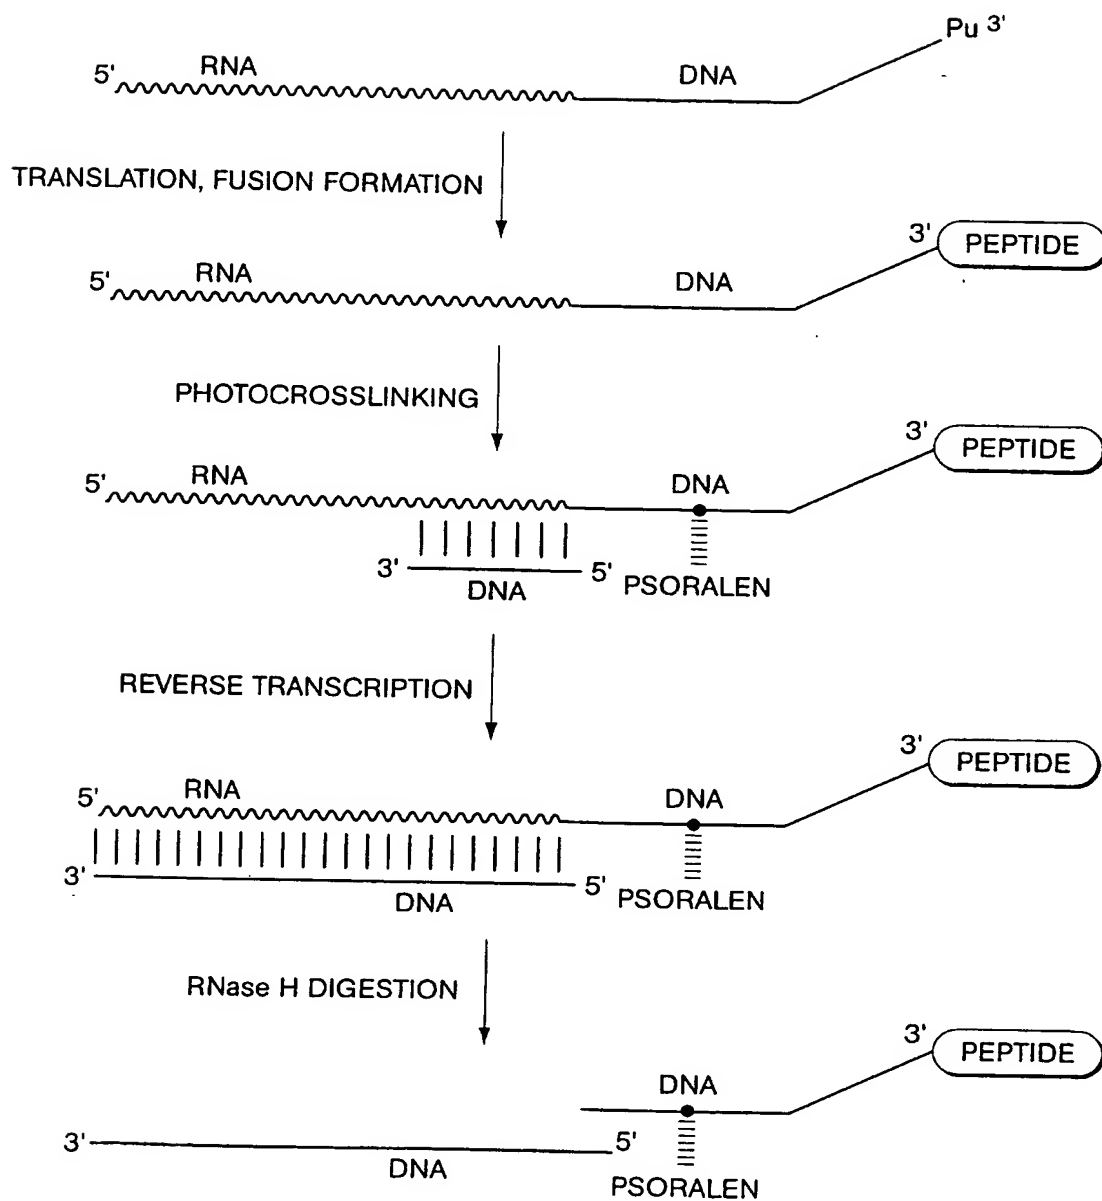 Pu 3'
5' RNA DNA
TRANSLATION, FUSION FORMATION
5' RNA DNA 3' PEPTIDE
PHOTOCROSSLINKING
5' RNA DNA 3' PEPTIDE
3' DNA 5' PSORALEN
REVERSE TRANSCRIPTION
5' RNA DNA 3' PEPTIDE
3' DNA 5' PSORALEN
RNase H DIGESTION
DNA 3' PEPTIDE
3' DNA 5' PSORALEN